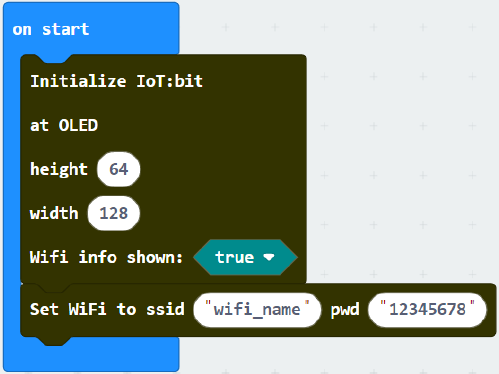 on start
Initialize IoT:bit
at OLED
height 64
width 128
Wifi info shown: true
Set WiFi to ssid "wifi_name" pwd "12345678"